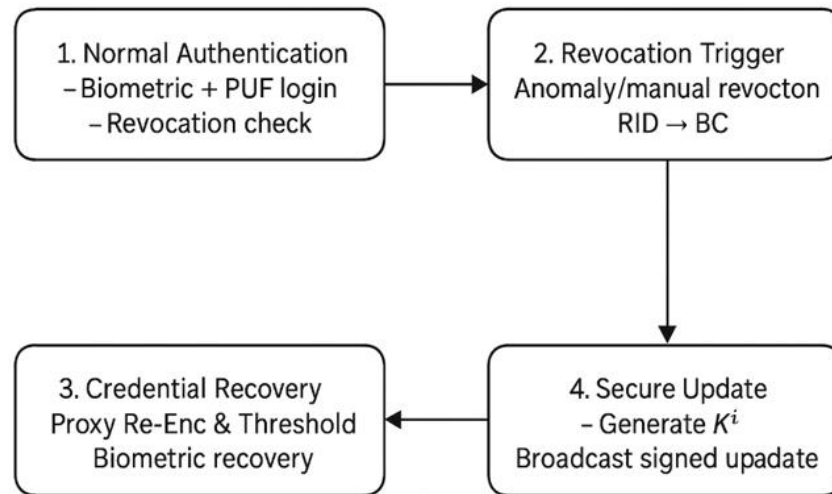 1. Normal Authentication
– Biometric + PUF login
– Revocation check
2. Revocation Trigger
Anomaly/manual revocton
RID → BC
3. Credential Recovery
Proxy Re-Enc & Threshold
Biometric recovery
4. Secure Update
– Generate Kⁱ
Broadcast signed upadate